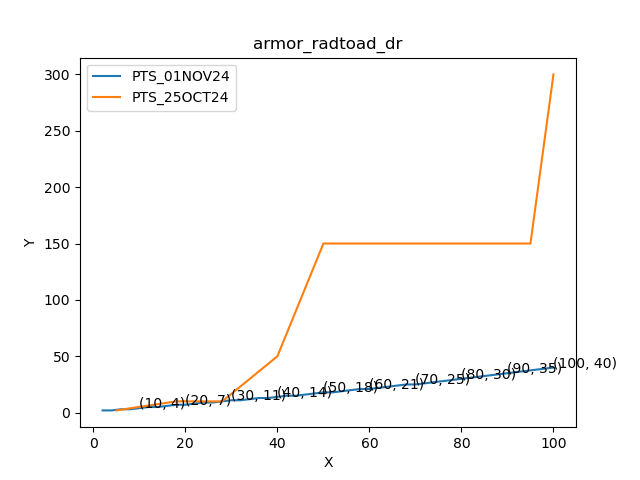 armor_radtoad_dr
PTS_01NOV24
PTS_25OCT24
300
250
200
150
100
50
0
Y
(10, 4)
(20, 7)
(30, 11)
(40, 14)
(50, 18)
(60, 21)
(70, 25)
(80, 30)
(90, 35)
(100, 40)
0 20 40 60 80 100
X